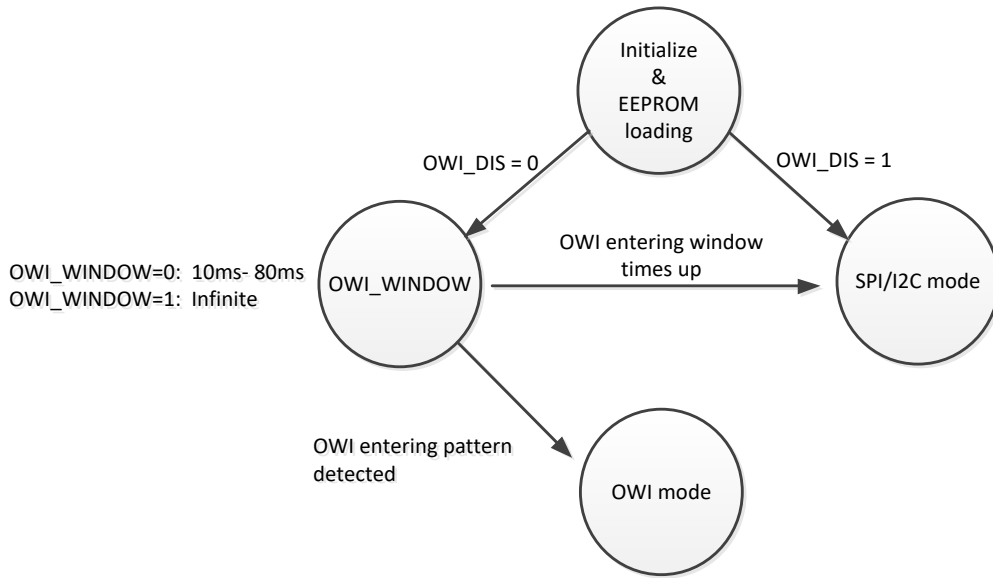 Initialize
&
EEPROM
loading
OWI_DIS = 0
OWI_DIS = 1
OWI entering window
times up
OWI_WINDOW=0:  10ms- 80ms
OWI_WINDOW=1:  Infinite
OWI_WINDOW
SPI/I2C mode
OWI entering pattern
detected
OWI mode